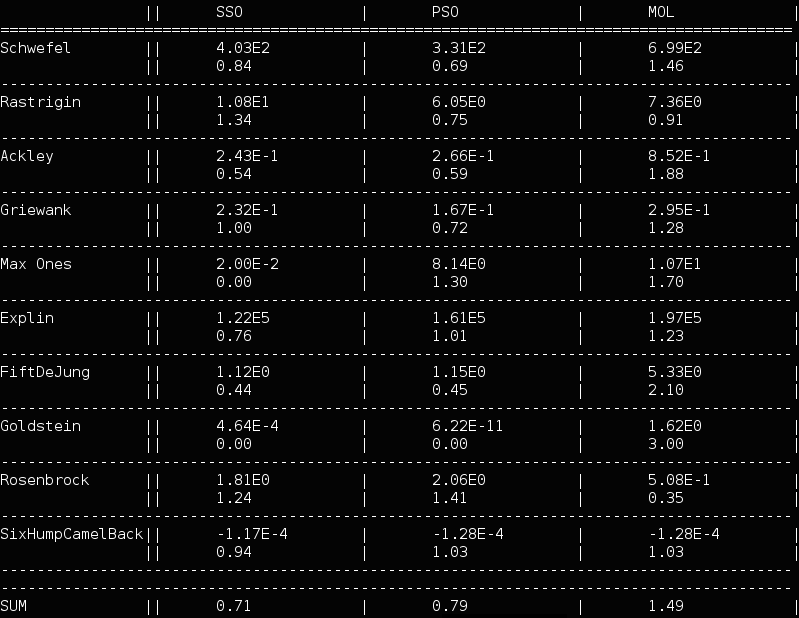 || SSO | PSO | MOL |
========================================================================================
Schwefel || 4.03E2 | 3.31E2 | 6.99E2 |
|| 0.84 | 0.69 | 1.46 |
----------------------------------------------------------------------------------------
Rastrigin || 1.08E1 | 6.05E0 | 7.36E0 |
|| 1.34 | 0.75 | 0.91 |
----------------------------------------------------------------------------------------
Ackley || 2.43E-1 | 2.66E-1 | 8.52E-1 |
|| 0.54 | 0.59 | 1.88 |
----------------------------------------------------------------------------------------
Griewank || 2.32E-1 | 1.67E-1 | 2.95E-1 |
|| 1.00 | 0.72 | 1.28 |
----------------------------------------------------------------------------------------
Max Ones || 2.00E-2 | 8.14E0 | 1.07E1 |
|| 0.00 | 1.30 | 1.70 |
----------------------------------------------------------------------------------------
Explin || 1.22E5 | 1.61E5 | 1.97E5 |
|| 0.76 | 1.01 | 1.23 |
----------------------------------------------------------------------------------------
FiftDeJung || 1.12E0 | 1.15E0 | 5.33E0 |
|| 0.44 | 0.45 | 2.10 |
----------------------------------------------------------------------------------------
Goldstein || 4.64E-4 | 6.22E-11 | 1.62E0 |
|| 0.00 | 0.00 | 3.00 |
----------------------------------------------------------------------------------------
Rosenbrock || 1.81E0 | 2.06E0 | 5.08E-1 |
|| 1.24 | 1.41 | 0.35 |
----------------------------------------------------------------------------------------
SixHumpCamelBack|| -1.17E-4 | -1.28E-4 | -1.28E-4 |
|| 0.94 | 1.03 | 1.03 |
----------------------------------------------------------------------------------------
----------------------------------------------------------------------------------------
SUM || 0.71 | 0.79 | 1.49 |